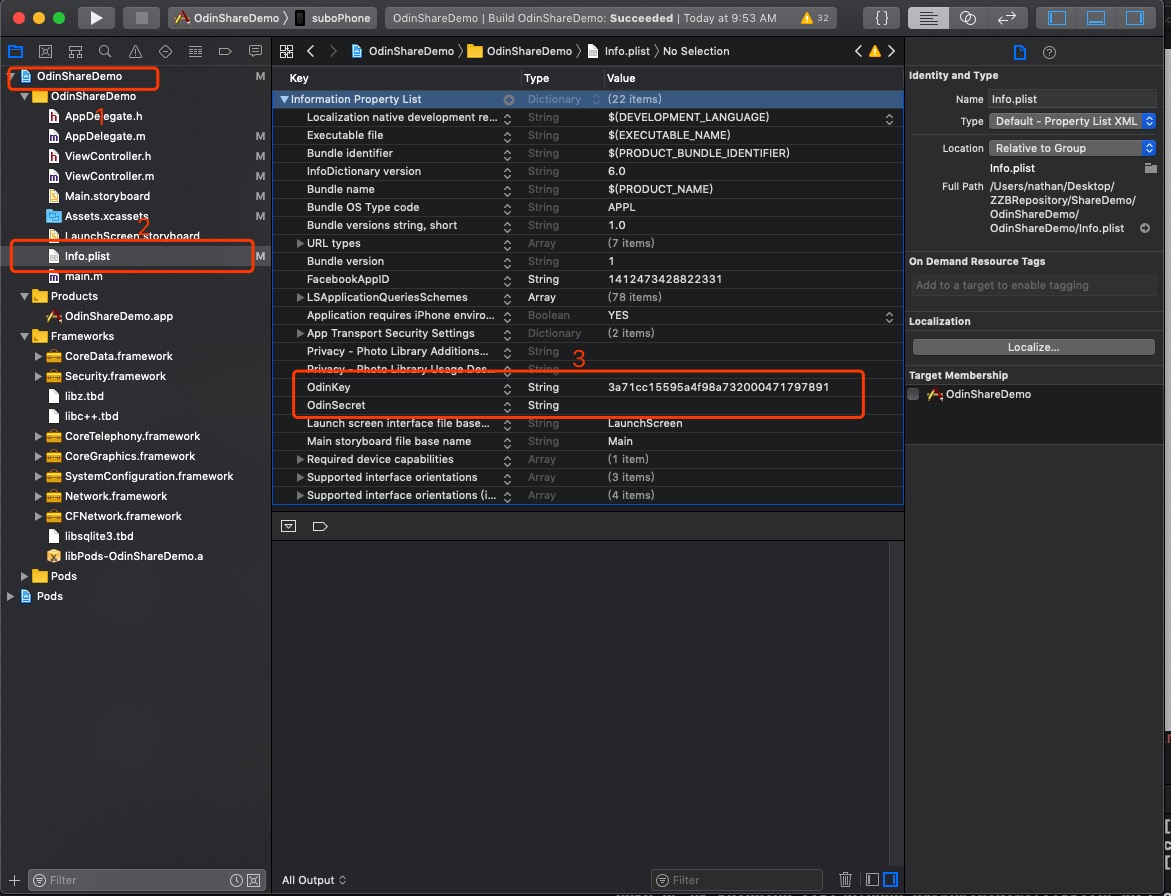 OdinShareDemo
suboPhone
OdinShareDemo | Build OdinShareDemo: Succeeded | Today at 9:53 AM
32
{}
OdinShareDemo
OdinShareDemo
Info.plist
No Selection
OdinShareDemo M
1
OdinShareDemo
AppDelegate.h
AppDelegate.m M
ViewController.h M
ViewController.m M
Main.storyboard M
Assets.xcassets M
2
LaunchScreen.storyboard
Info.plist M
main.m
Products
OdinShareDemo.app
Frameworks
CoreData.framework
Security.framework
libz.tbd
libc++.tbd
CoreTelephony.framework
CoreGraphics.framework
SystemConfiguration.framework
Network.framework
CFNetwork.framework
libsqlite3.tbd
libPods-OdinShareDemo.a
Pods
Pods
Filter
Key Type Value
Information Property List Dictionary (22 items)
Localization native development re... String $(DEVELOPMENT_LANGUAGE)
Executable file String $(EXECUTABLE_NAME)
Bundle identifier String $(PRODUCT_BUNDLE_IDENTIFIER)
InfoDictionary version String 6.0
Bundle name String $(PRODUCT_NAME)
Bundle OS Type code String APPL
Bundle versions string, short String 1.0
URL types Array (7 items)
Bundle version String 1
FacebookAppID String 1412473428822331
LSApplicationQueriesSchemes Array (78 items)
Application requires iPhone enviro... Boolean YES
App Transport Security Settings Dictionary (2 items)
Privacy - Photo Library Additions... String
3
Privacy - Photo Library Usage Des... String
OdinKey String 3a71cc15595a4f98a732000471797891
OdinSecret String
Launch screen interface file base... String LaunchScreen
Main storyboard file base name String Main
Required device capabilities Array (1 item)
Supported interface orientations Array (3 items)
Supported interface orientations (i... Array (4 items)
All Output
Filter
Identity and Type
Name Info.plist
Type Default - Property List XML
Location Relative to Group
Info.plist
Full Path /Users/nathan/Desktop/
ZZBRepository/ShareDemo/
OdinShareDemo/
OdinShareDemo/Info.plist
On Demand Resource Tags
Add to a target to enable tagging
Localization
Localize...
Target Membership
OdinShareDemo